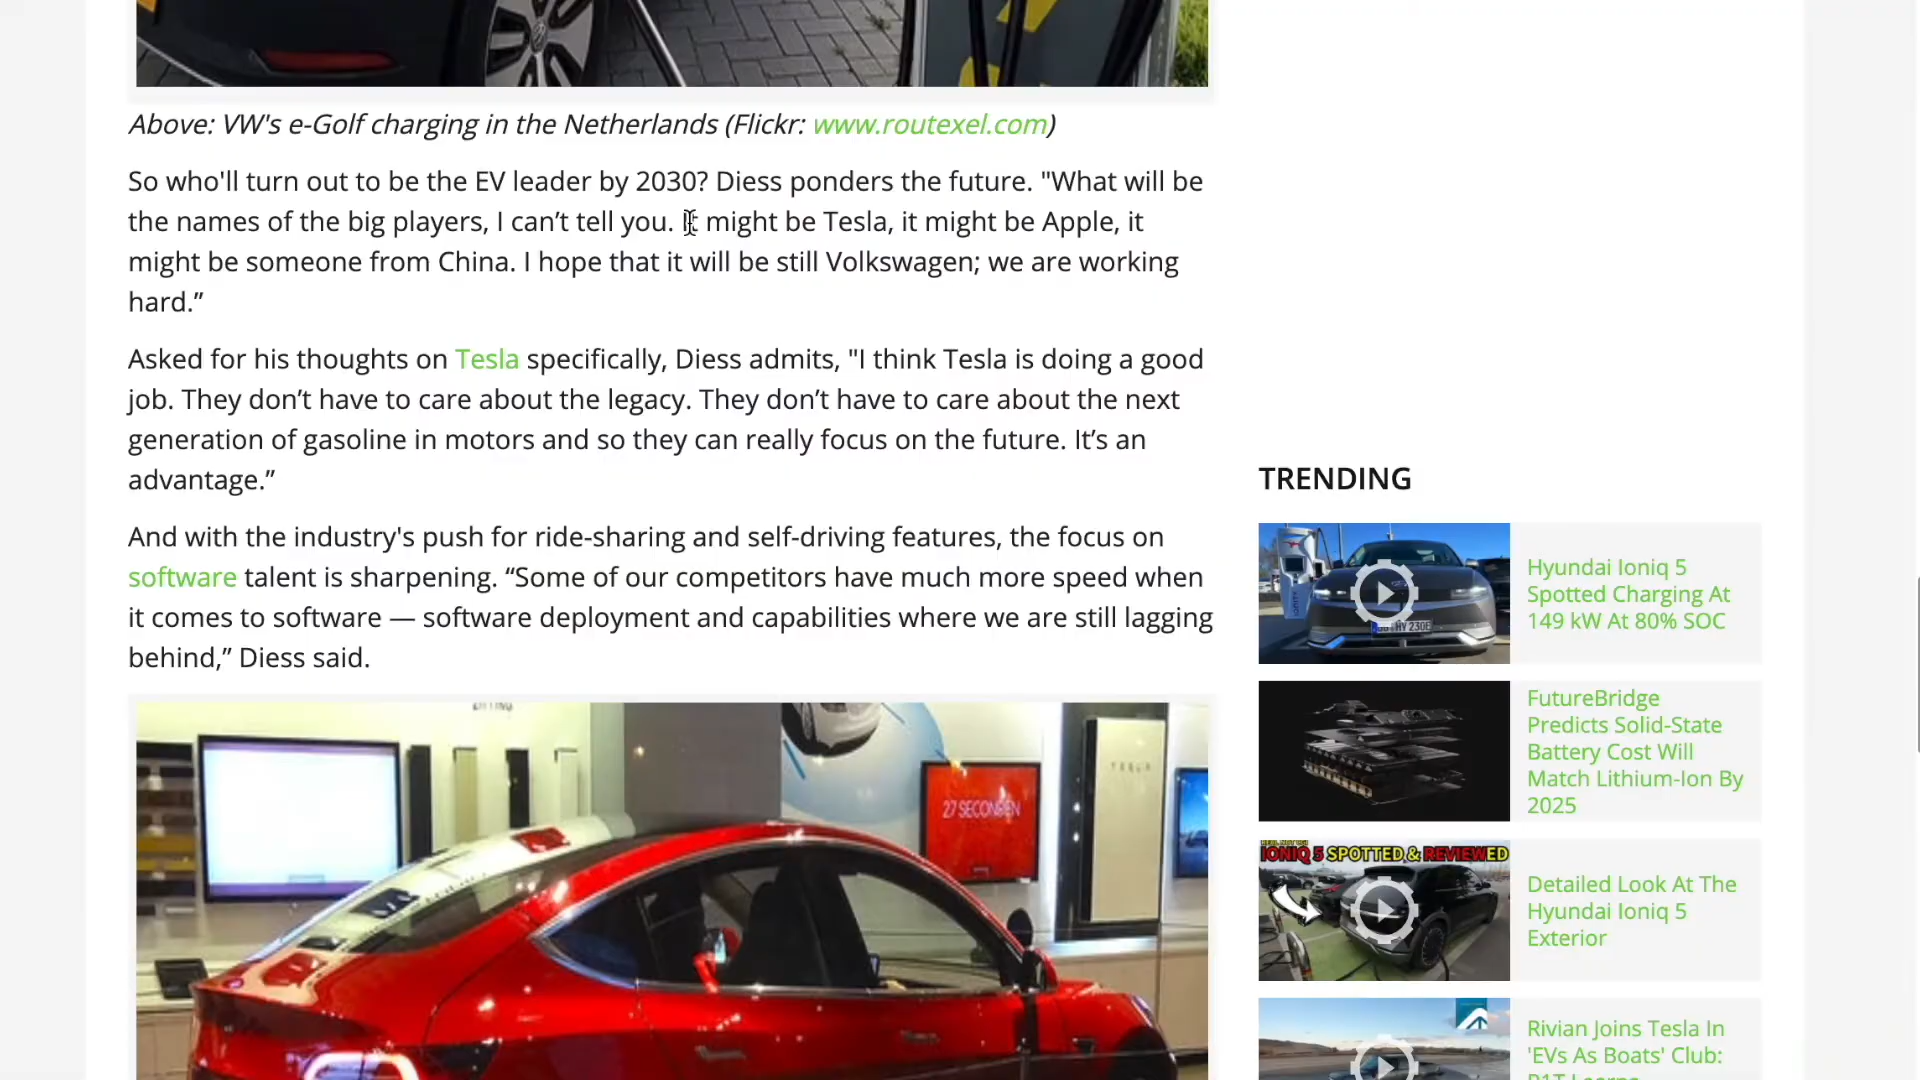 Above: VW's e-Golf charging in the Netherlands (Flickr: www.routexel.com)
So who'll turn out to be the EV leader by 2030? Diess ponders the future. "What will be
the names of the big players, I can’t tell you. It might be Tesla, it might be Apple, it
might be someone from China. I hope that it will be still Volkswagen; we are working
hard.”
Asked for his thoughts on Tesla specifically, Diess admits, "I think Tesla is doing a good
job. They don’t have to care about the legacy. They don’t have to care about the next
generation of gasoline in motors and so they can really focus on the future. It’s an
advantage.”
And with the industry's push for ride-sharing and self-driving features, the focus on
software talent is sharpening. “Some of our competitors have much more speed when
it comes to software — software deployment and capabilities where we are still lagging
behind,” Diess said.
TESLA
27 SECONDEN
TRENDING
Hyundai Ioniq 5
Spotted Charging At
149 kW At 80% SOC
FutureBridge
Predicts Solid-State
Battery Cost Will
Match Lithium-Ion By
2025
IONIQ 5 SPOTTED & REVIEWED
Detailed Look At The
Hyundai Ioniq 5
Exterior
Rivian Joins Tesla In
'EVs As Boats' Club: